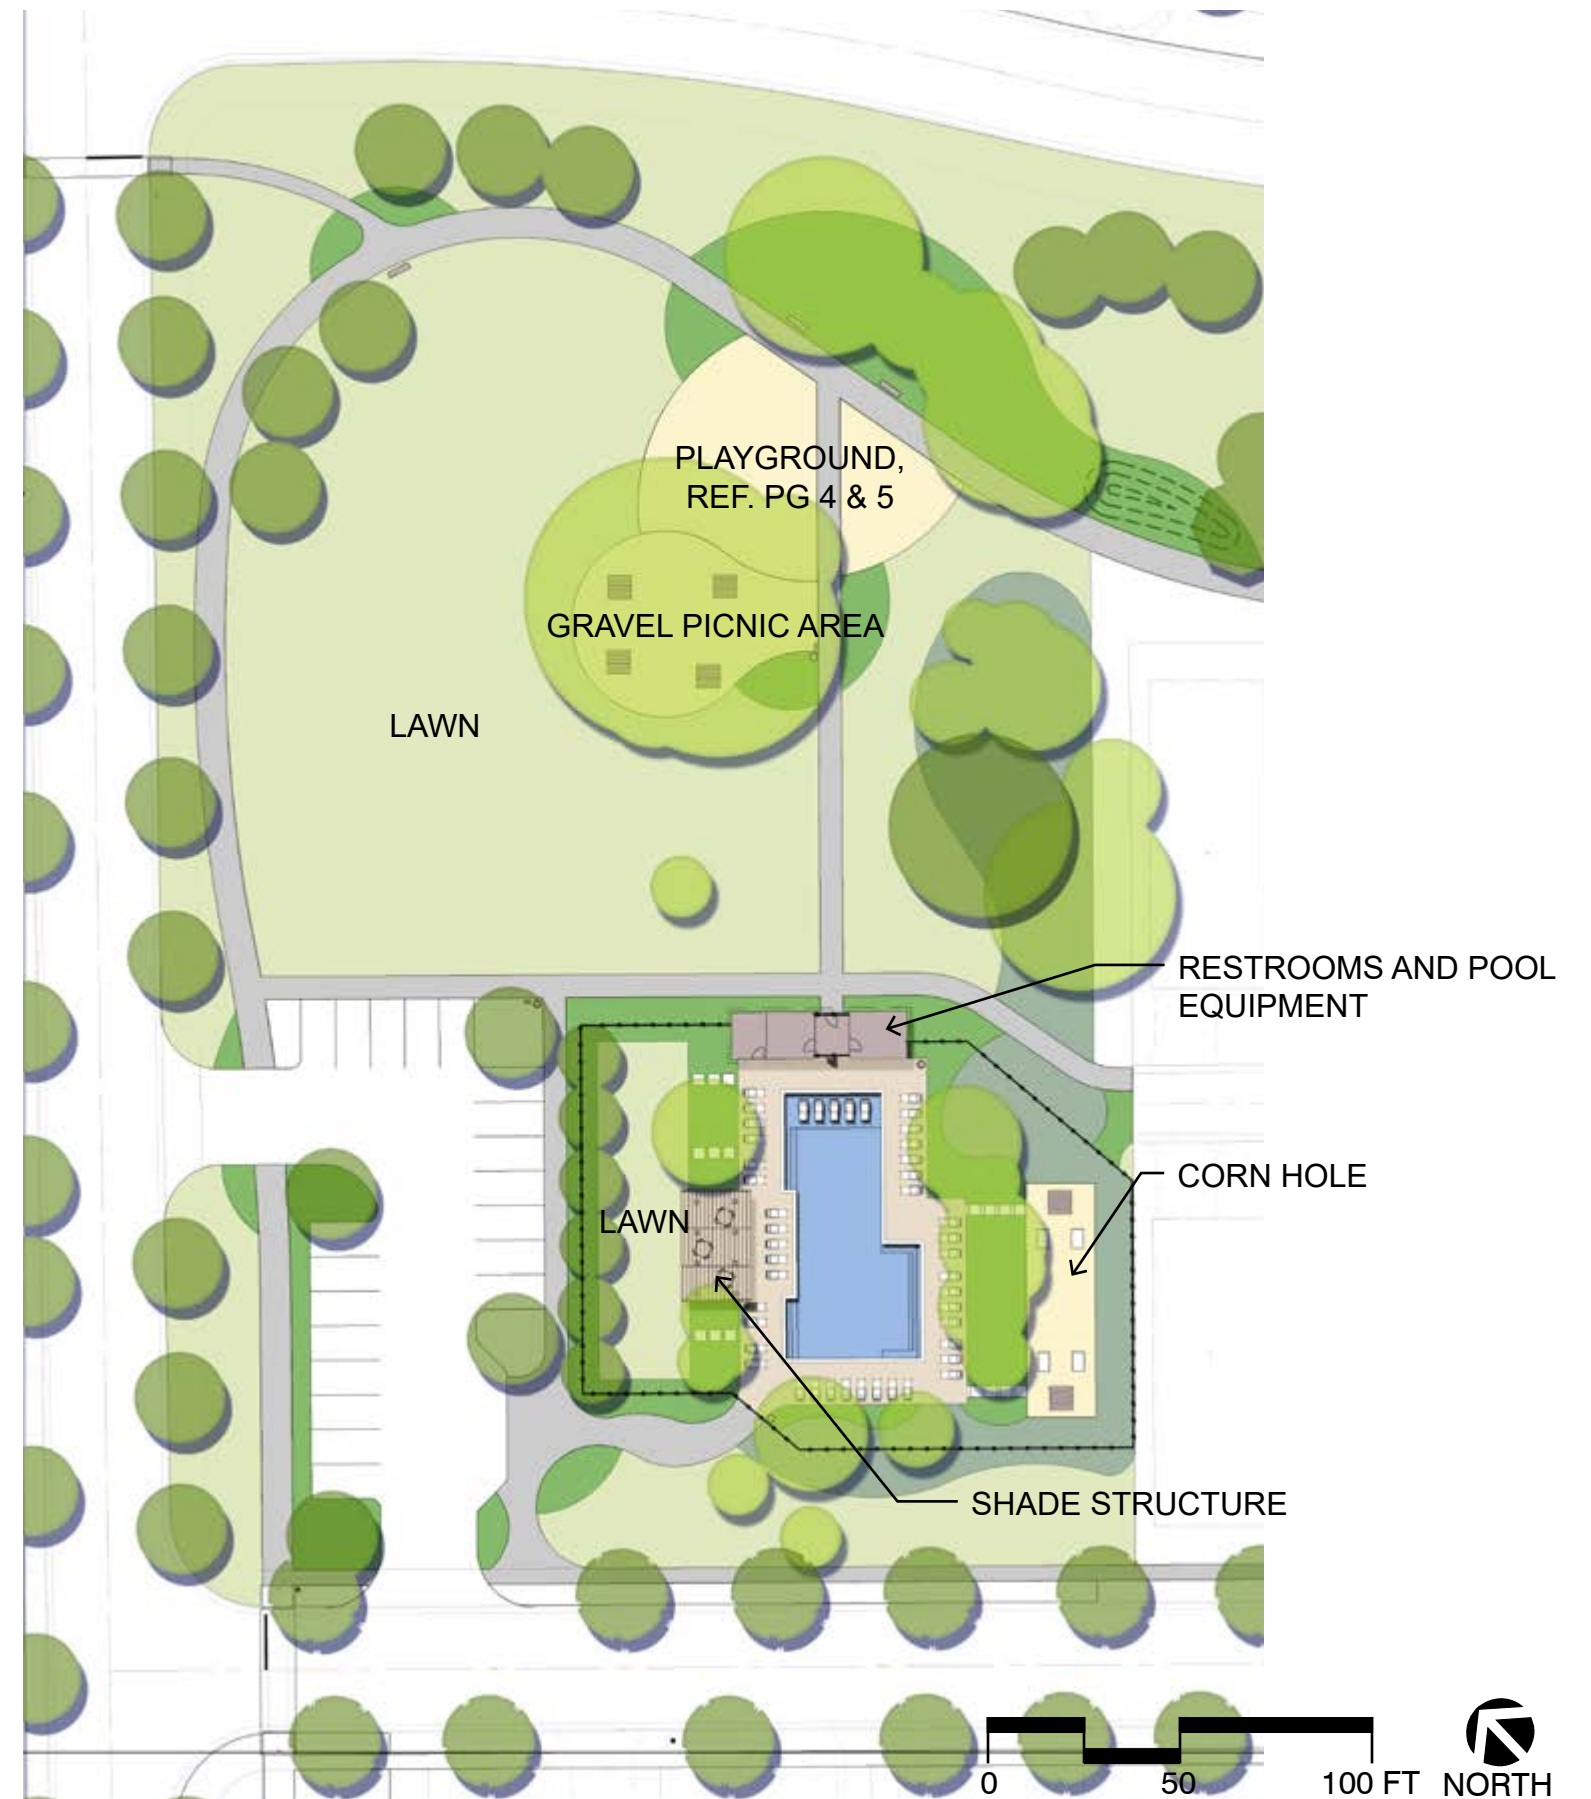 PLAYGROUND,
REF. PG 4 & 5
GRAVEL PICNIC AREA
LAWN
RESTROOMS AND POOL
EQUIPMENT
CORN HOLE
LAWN
SHADE STRUCTURE
0 50 100 FT
NORTH